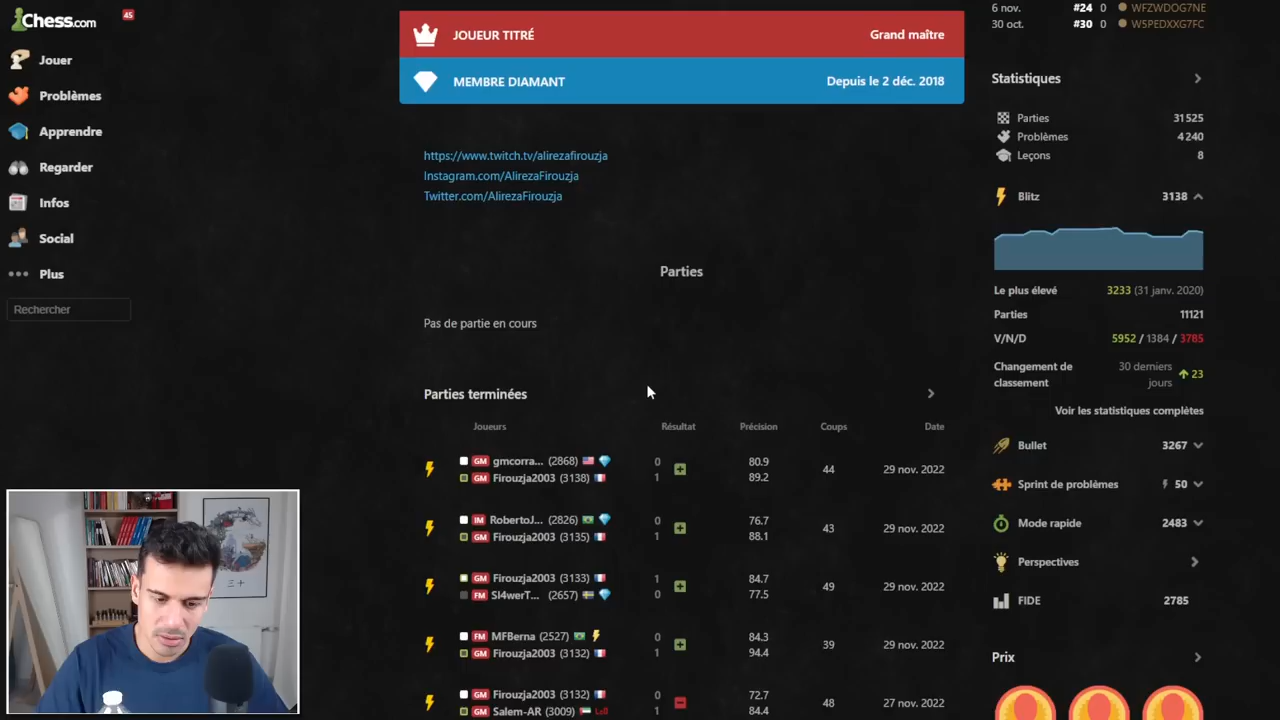 Chess.com
45
Jouer
Problèmes
Apprendre
Regarder
Infos
Social
Plus
Rechercher
JOUEUR TITRÉ Grand maître
MEMBRE DIAMANT Depuis le 2 déc. 2018
https://www.twitch.tv/alirezafirouzja
Instagram.com/AlirezaFirouzja
Twitter.com/AlirezaFirouzja
Parties
Pas de partie en cours
Parties terminées
Joueurs Résultat Précision Coups Date
GM gmcorra... (2868) 0 80.9
GM Firouzja2003 (3138) 1 89.2
44 29 nov. 2022
IM RobertoJ... (2826) 0 76.7
GM Firouzja2003 (3135) 1 88.1
43 29 nov. 2022
GM Firouzja2003 (3133) 1 84.7
FM Sl4werT... (2657) 0 77.5
49 29 nov. 2022
FM MFBerna (2527) 0 84.3
GM Firouzja2003 (3132) 1 94.4
39 29 nov. 2022
GM Firouzja2003 (3132) 0 72.7
GM Salem-AR (3009) 1 84.4
48 27 nov. 2022
6 nov. #24 0 WFZWDOG7NE
30 oct. #30 0 W5PEDXXG7FC
Statistiques
Parties 31 525
Problèmes 4 240
Leçons 8
Blitz 3138
Le plus élevé 3233 (31 janv. 2020)
Parties 11121
V/N/D 5952 / 1384 / 3785
Changement de classement 30 derniers jours 23
Voir les statistiques complètes
Bullet 3267
Sprint de problèmes 50
Mode rapide 2483
Perspectives
FIDE 2785
Prix